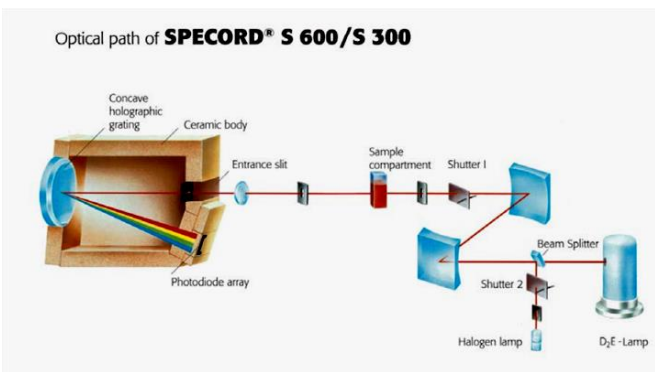 Optical path of SPECORD® S 600/S 300
Concave
holographic
grating
Ceramic body
Entrance slit
Sample
compartment
Shutter I
Beam Splitter
Photodiode array
Shutter 2
Halogen lamp
D₂E-Lamp